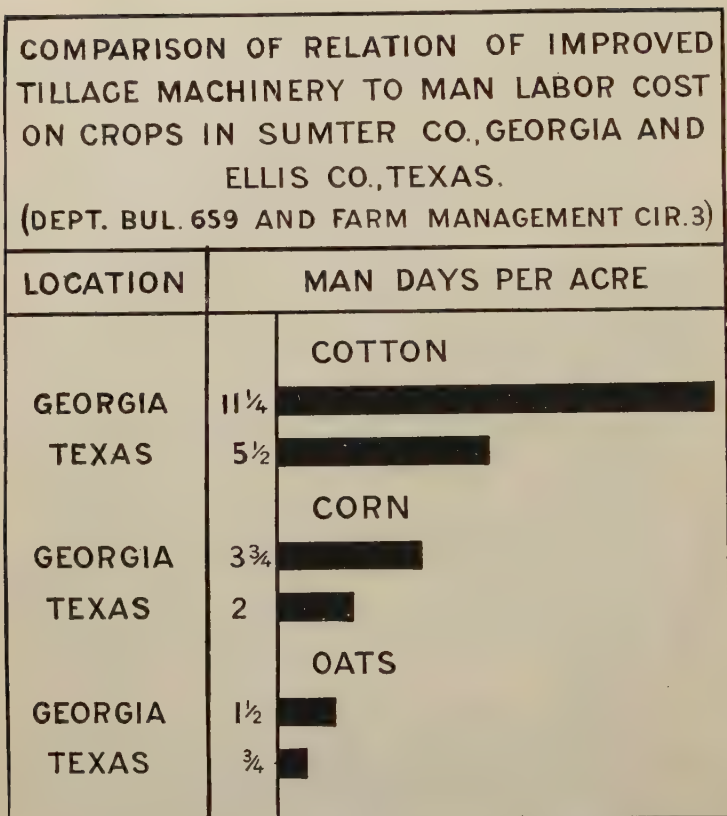 COMPARISON OF RELATION OF IMPROVED
TILLAGE MACHINERY TO MAN LABOR COST
ON CROPS IN SUMTER CO., GEORGIA AND
ELLIS CO., TEXAS.
(DEPT. BUL. 659 AND FARM MANAGEMENT CIR. 3)
LOCATION MAN DAYS PER ACRE
COTTON
GEORGIA 11¼
TEXAS 5½
CORN
GEORGIA 3¾
TEXAS 2
OATS
GEORGIA 1½
TEXAS ¾